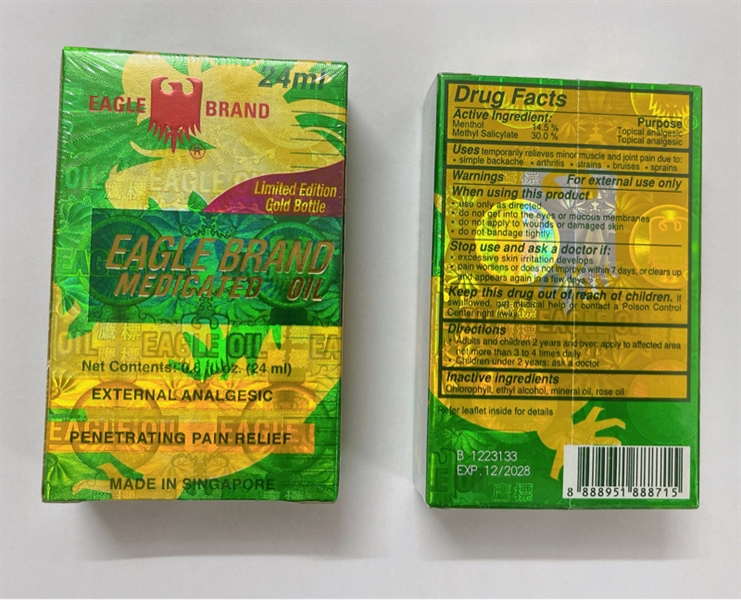 24ml
EAGLE BRAND
®
Limited Edition
Gold Bottle
EAGLE BRAND
MEDICATED OIL
EAGLE OIL
Net Contents: 0.8 fl oz. (24 ml)
EXTERNAL ANALGESIC
PENETRATING PAIN RELIEF
MADE IN SINGAPORE
Drug Facts
Active Ingredient: Purpose
Menthol 14.5 % Topical analgesic
Methyl Salicylate 30.0 % Topical analgesic
Uses temporarily relieves minor muscle and joint pain due to:
• simple backache • arthritis • strains • bruises • sprains
Warnings For external use only
When using this product
• use only as directed
• do not get into the eyes or mucous membranes
• do not apply to wounds or damaged skin
• do not bandage tightly
Stop use and ask a doctor if:
• excessive skin irritation develops
• pain worsens or does not improve within 7 days, or clears up
and appears again in a few days
Keep this drug out of reach of children. If
swallowed, get medical help or contact a Poison Control
Center right away.
Directions
• Adults and children 2 years and over: apply to affected area
not more than 3 to 4 times daily
• Children under 2 years: ask a doctor
Inactive ingredients
Chlorophyll, ethyl alcohol, mineral oil, rose oil
Refer leaflet inside for details
B 1223133
EXP. 12/2028
8 888951 888715